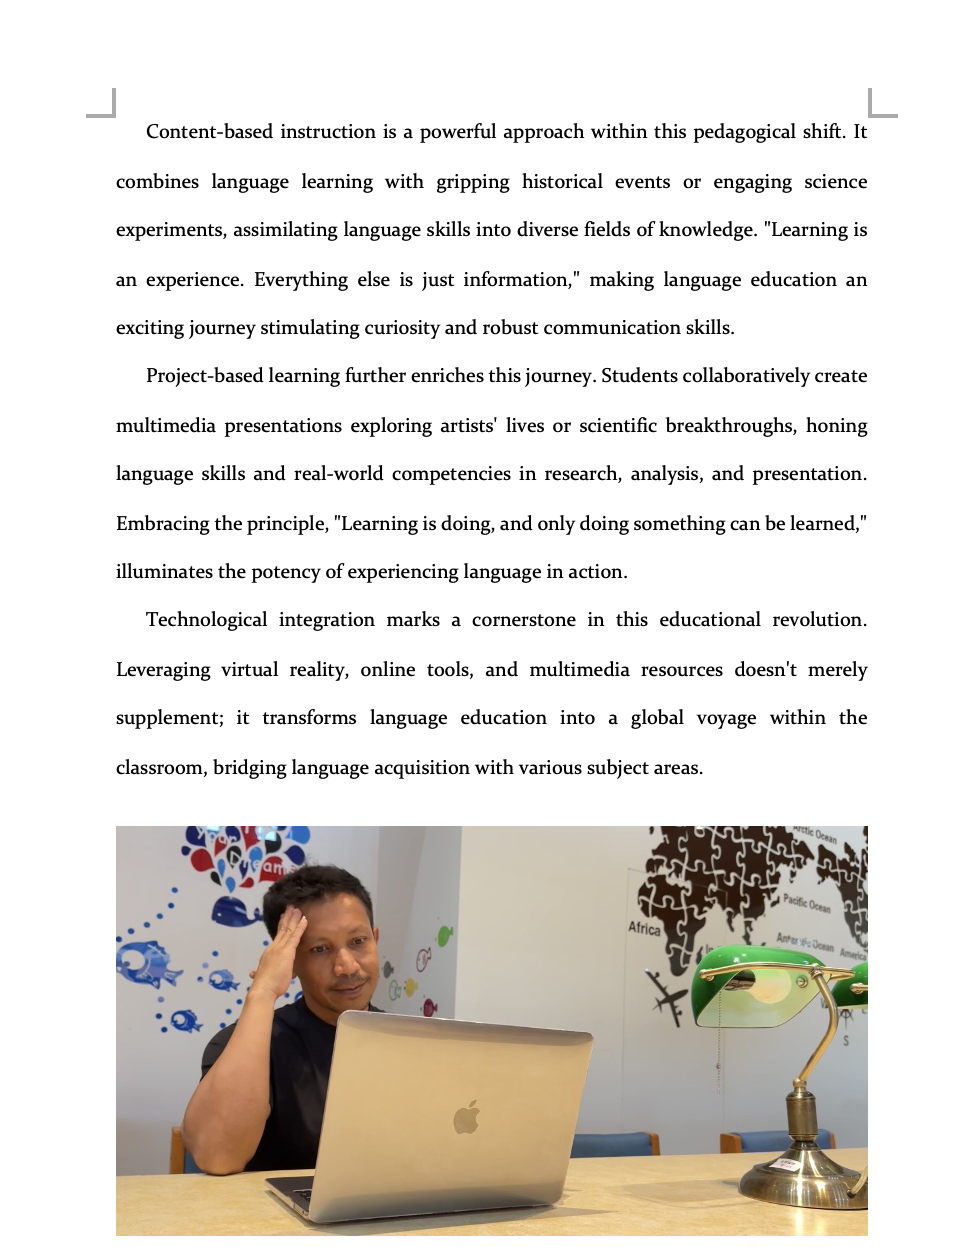 Content-based instruction is a powerful approach within this pedagogical shift. It
combines language learning with gripping historical events or engaging science
experiments, assimilating language skills into diverse fields of knowledge. "Learning is
an experience. Everything else is just information," making language education an
exciting journey stimulating curiosity and robust communication skills.
Project-based learning further enriches this journey. Students collaboratively create
multimedia presentations exploring artists' lives or scientific breakthroughs, honing
language skills and real-world competencies in research, analysis, and presentation.
Embracing the principle, "Learning is doing, and only doing something can be learned,"
illuminates the potency of experiencing language in action.
Technological integration marks a cornerstone in this educational revolution.
Leveraging virtual reality, online tools, and multimedia resources doesn't merely
supplement; it transforms language education into a global voyage within the
classroom, bridging language acquisition with various subject areas.
Your
Dreams
Arctic Ocean
Pacific Ocean
Africa
Antarctic Ocean
America
S